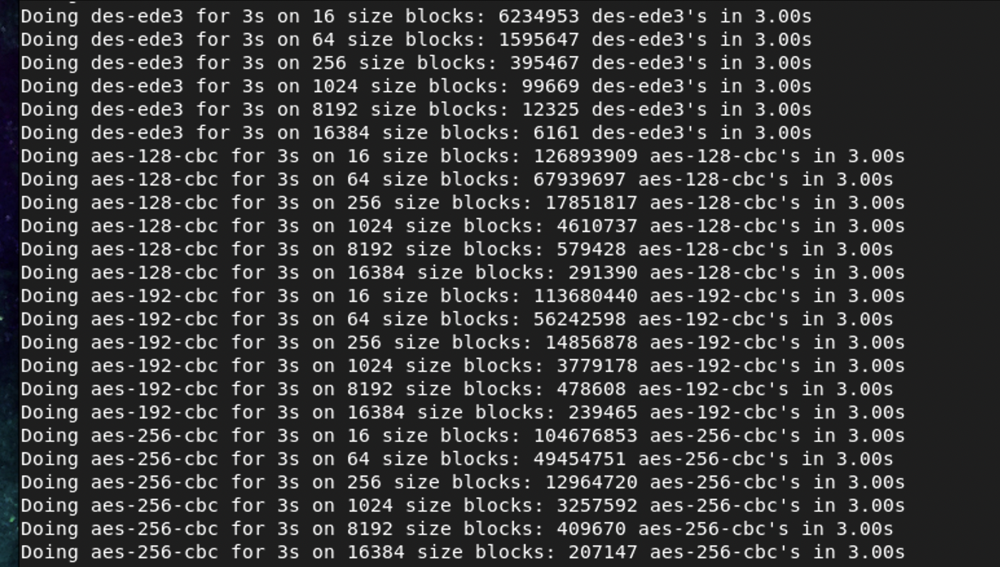 Doing des-ede3 for 3s on 16 size blocks: 6234953 des-ede3's in 3.00s
Doing des-ede3 for 3s on 64 size blocks: 1595647 des-ede3's in 3.00s
Doing des-ede3 for 3s on 256 size blocks: 395467 des-ede3's in 3.00s
Doing des-ede3 for 3s on 1024 size blocks: 99669 des-ede3's in 3.00s
Doing des-ede3 for 3s on 8192 size blocks: 12325 des-ede3's in 3.00s
Doing des-ede3 for 3s on 16384 size blocks: 6161 des-ede3's in 3.00s
Doing aes-128-cbc for 3s on 16 size blocks: 126893909 aes-128-cbc's in 3.00s
Doing aes-128-cbc for 3s on 64 size blocks: 67939697 aes-128-cbc's in 3.00s
Doing aes-128-cbc for 3s on 256 size blocks: 17851817 aes-128-cbc's in 3.00s
Doing aes-128-cbc for 3s on 1024 size blocks: 4610737 aes-128-cbc's in 3.00s
Doing aes-128-cbc for 3s on 8192 size blocks: 579428 aes-128-cbc's in 3.00s
Doing aes-128-cbc for 3s on 16384 size blocks: 291390 aes-128-cbc's in 3.00s
Doing aes-192-cbc for 3s on 16 size blocks: 113680440 aes-192-cbc's in 3.00s
Doing aes-192-cbc for 3s on 64 size blocks: 56242598 aes-192-cbc's in 3.00s
Doing aes-192-cbc for 3s on 256 size blocks: 14856878 aes-192-cbc's in 3.00s
Doing aes-192-cbc for 3s on 1024 size blocks: 3779178 aes-192-cbc's in 3.00s
Doing aes-192-cbc for 3s on 8192 size blocks: 478608 aes-192-cbc's in 3.00s
Doing aes-192-cbc for 3s on 16384 size blocks: 239465 aes-192-cbc's in 3.00s
Doing aes-256-cbc for 3s on 16 size blocks: 104676853 aes-256-cbc's in 3.00s
Doing aes-256-cbc for 3s on 64 size blocks: 49454751 aes-256-cbc's in 3.00s
Doing aes-256-cbc for 3s on 256 size blocks: 12964720 aes-256-cbc's in 3.00s
Doing aes-256-cbc for 3s on 1024 size blocks: 3257592 aes-256-cbc's in 3.00s
Doing aes-256-cbc for 3s on 8192 size blocks: 409670 aes-256-cbc's in 3.00s
Doing aes-256-cbc for 3s on 16384 size blocks: 207147 aes-256-cbc's in 3.00s